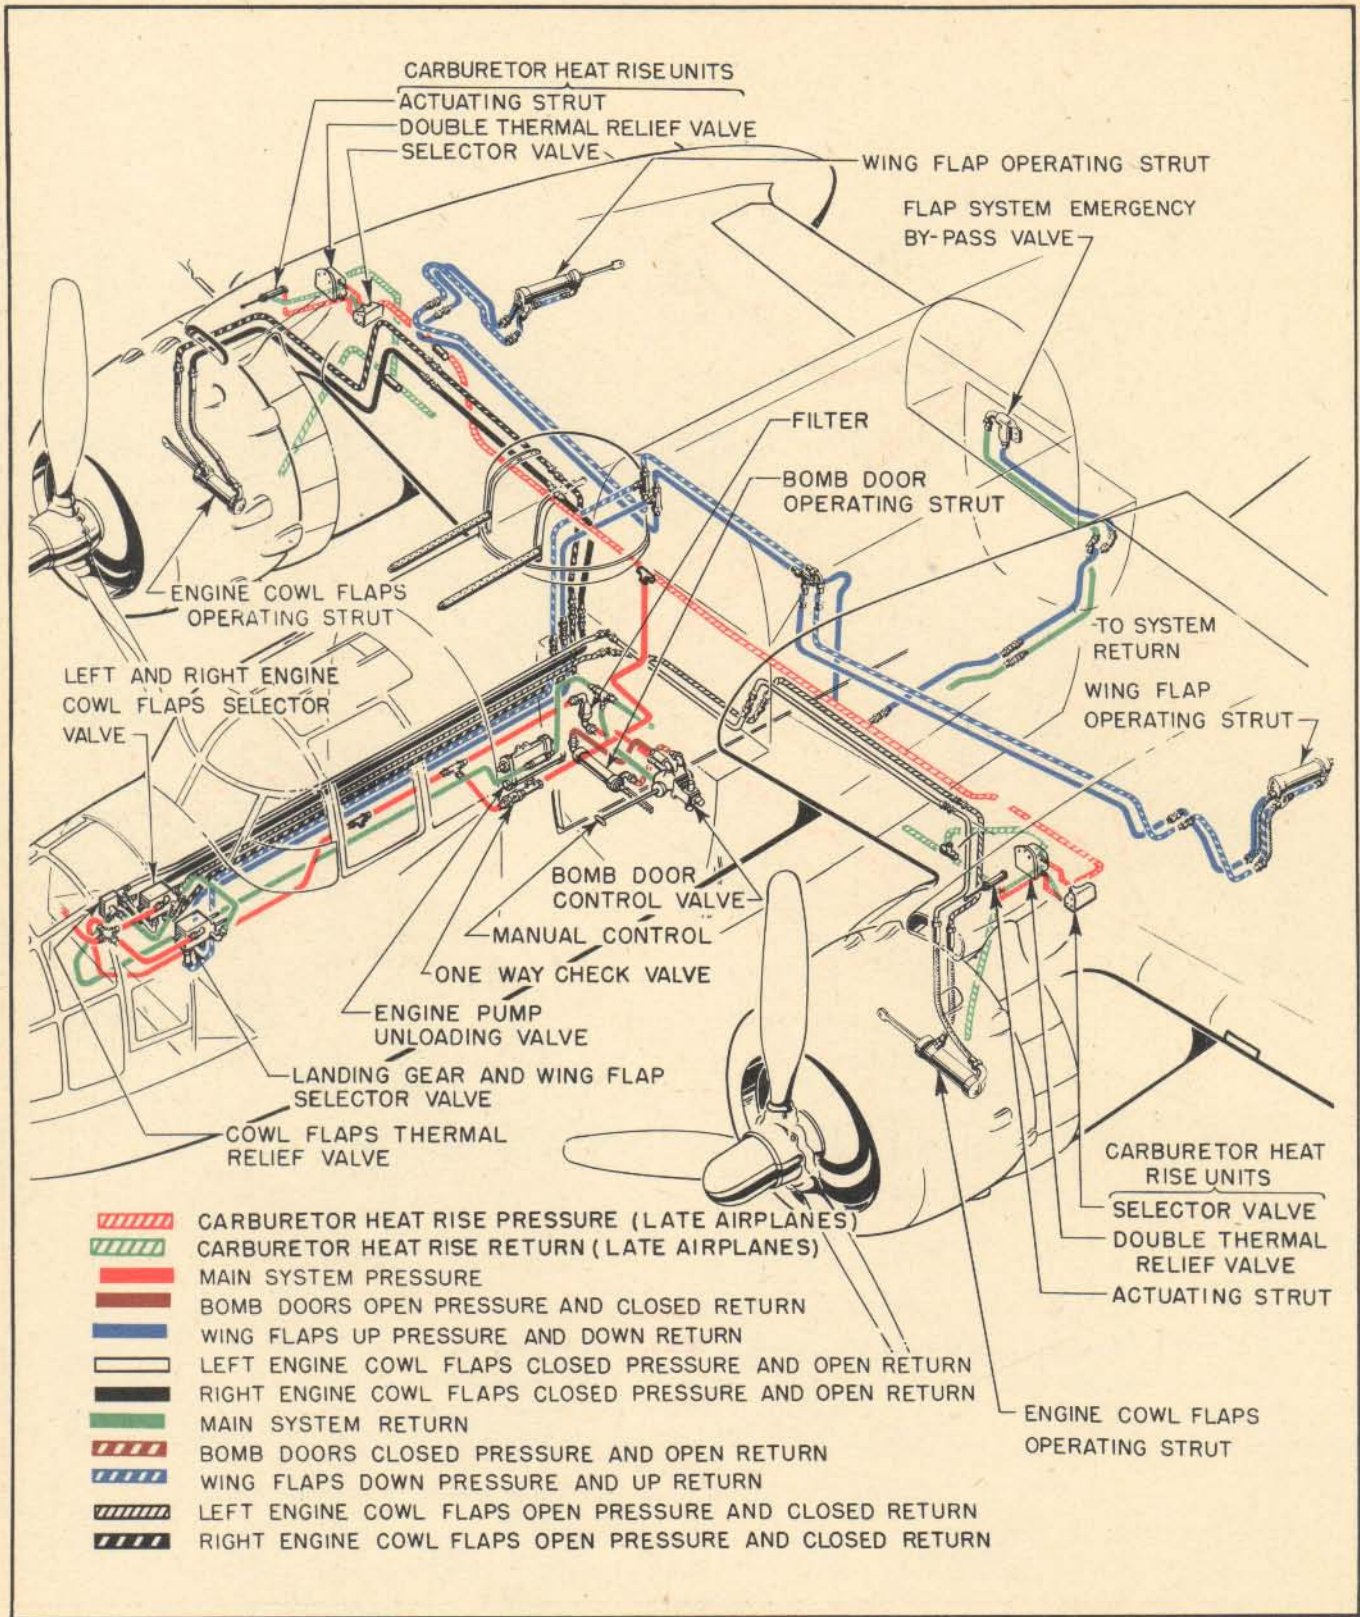 CARBURETOR HEAT RISE UNITS
ACTUATING STRUT
DOUBLE THERMAL RELIEF VALVE
SELECTOR VALVE
WING FLAP OPERATING STRUT
FLAP SYSTEM EMERGENCY
BY-PASS VALVE
FILTER
BOMB DOOR
OPERATING STRUT
ENGINE COWL FLAPS
OPERATING STRUT
TO SYSTEM
RETURN
LEFT AND RIGHT ENGINE
COWL FLAPS SELECTOR
VALVE
WING FLAP
OPERATING STRUT
BOMB DOOR
CONTROL VALVE
MANUAL CONTROL
ONE WAY CHECK VALVE
ENGINE PUMP
UNLOADING VALVE
LANDING GEAR AND WING FLAP
SELECTOR VALVE
COWL FLAPS THERMAL
RELIEF VALVE
CARBURETOR HEAT
RISE UNITS
SELECTOR VALVE
DOUBLE THERMAL
RELIEF VALVE
ACTUATING STRUT
ENGINE COWL FLAPS
OPERATING STRUT
CARBURETOR HEAT RISE PRESSURE (LATE AIRPLANES)
CARBURETOR HEAT RISE RETURN (LATE AIRPLANES)
MAIN SYSTEM PRESSURE
BOMB DOORS OPEN PRESSURE AND CLOSED RETURN
WING FLAPS UP PRESSURE AND DOWN RETURN
LEFT ENGINE COWL FLAPS CLOSED PRESSURE AND OPEN RETURN
RIGHT ENGINE COWL FLAPS CLOSED PRESSURE AND OPEN RETURN
MAIN SYSTEM RETURN
BOMB DOORS CLOSED PRESSURE AND OPEN RETURN
WING FLAPS DOWN PRESSURE AND UP RETURN
LEFT ENGINE COWL FLAPS OPEN PRESSURE AND CLOSED RETURN
RIGHT ENGINE COWL FLAPS OPEN PRESSURE AND CLOSED RETURN